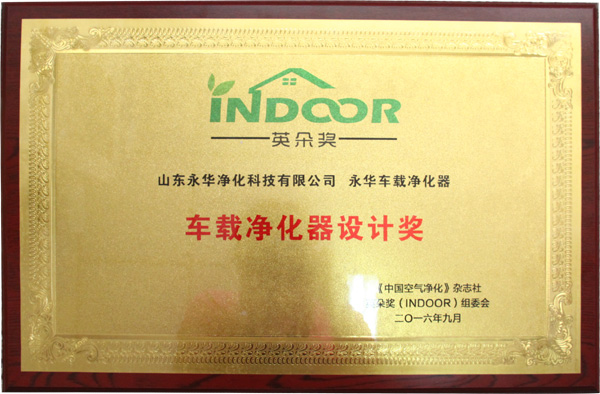 INDOOR
英朵奖
山东永华净化科技有限公司 永华车载净化器
车载净化器设计奖
《中国空气净化》杂志社
朵奖（INDOOR）组委会
二〇一六年九月